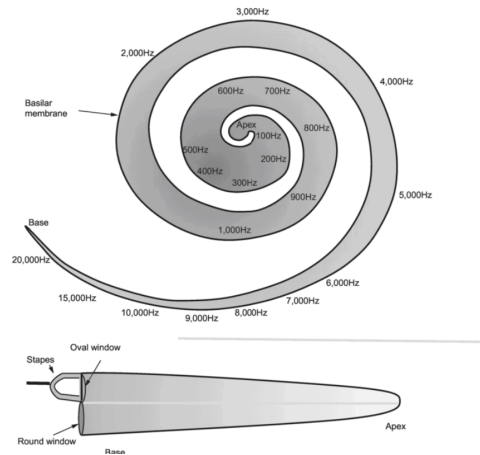 3,000Hz
2,000Hz
4,000Hz
600Hz
700Hz
Basilar
membrane
Apex
100Hz
800Hz
500Hz
200Hz
400Hz
300Hz
900Hz
5,000Hz
Base
1,000Hz
20,000Hz
6,000Hz
15,000Hz
7,000Hz
10,000Hz
8,000Hz
9,000Hz
Oval window
Stapes
Round window
Apex
Base